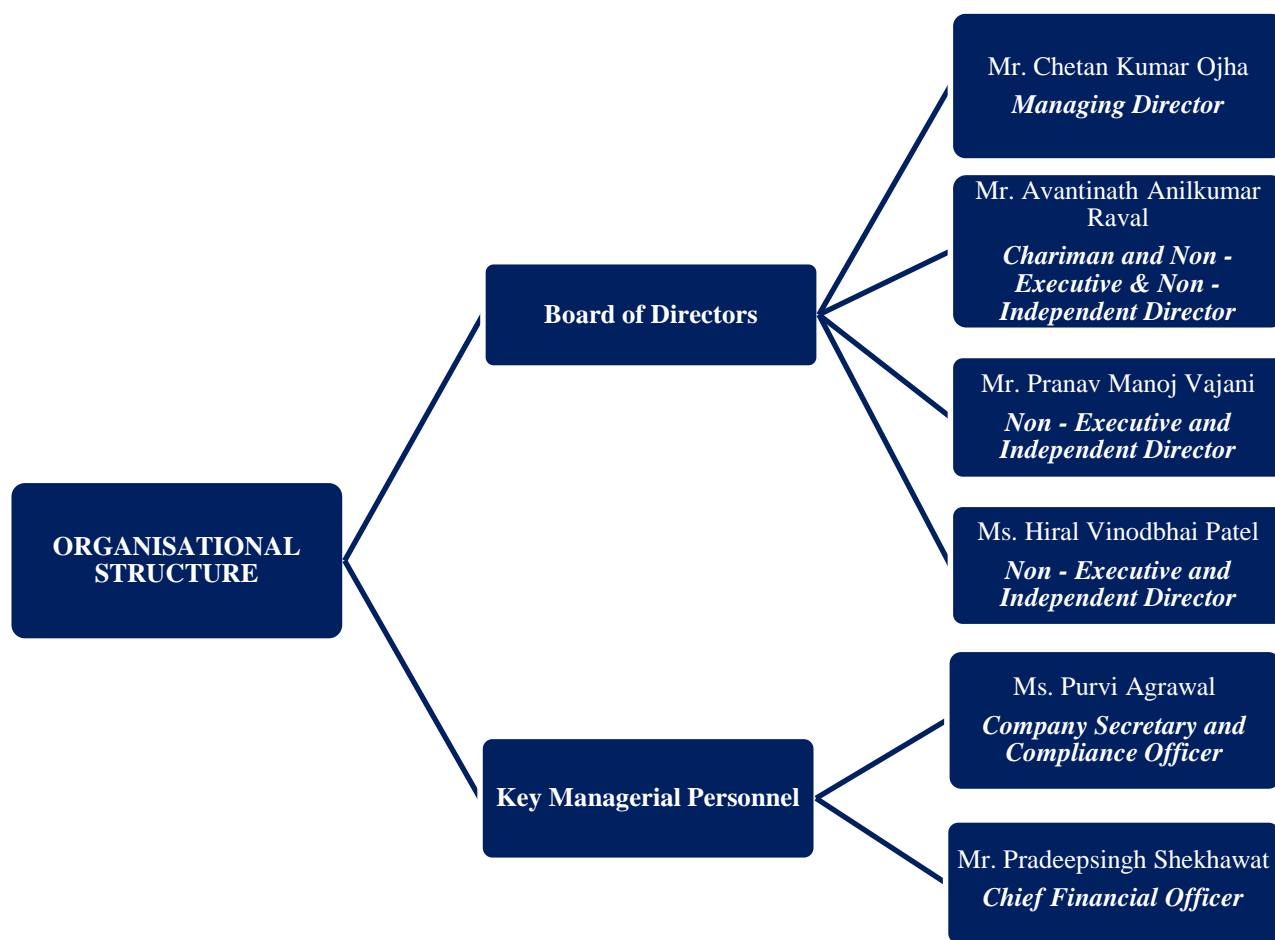 Mr. Chetan Kumar Ojha
Managing Director
Mr. Avantinath Anilkumar
Raval
Chariman and Non -
Executive & Non -
Independent Director
Board of Directors
Mr. Pranav Manoj Vajani
Non - Executive and
Independent Director
ORGANISATIONAL
STRUCTURE
Ms. Hiral Vinodbhai Patel
Non - Executive and
Independent Director
Ms. Purvi Agrawal
Company Secretary and
Compliance Officer
Key Managerial Personnel
Mr. Pradeepsingh Shekhawat
Chief Financial Officer